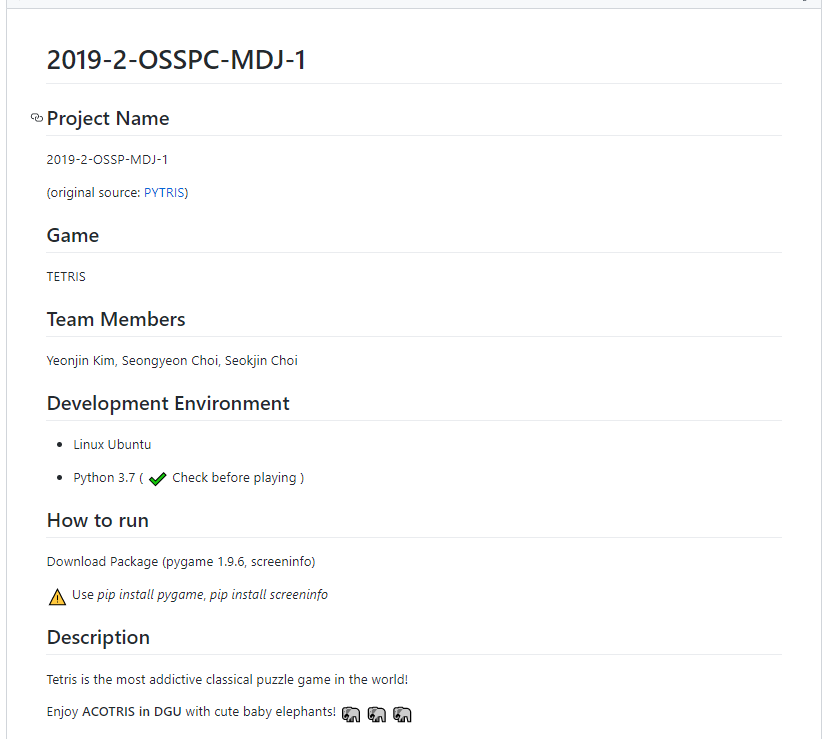 2019-2-OSSPC-MDJ-1
Project Name
2019-2-OSSP-MDJ-1
(original source: PYTRIS)
Game
TETRIS
Team Members
Yeonjin Kim, Seongyeon Choi, Seokjin Choi
Development Environment
Linux Ubuntu
Python 3.7 ( ✔ Check before playing )
How to run
Download Package (pygame 1.9.6, screeninfo)
⚠ Use pip install pygame, pip install screeninfo
Description
Tetris is the most addictive classical puzzle game in the world!
Enjoy ACOTRIS in DGU with cute baby elephants! 🐘 🐘 🐘